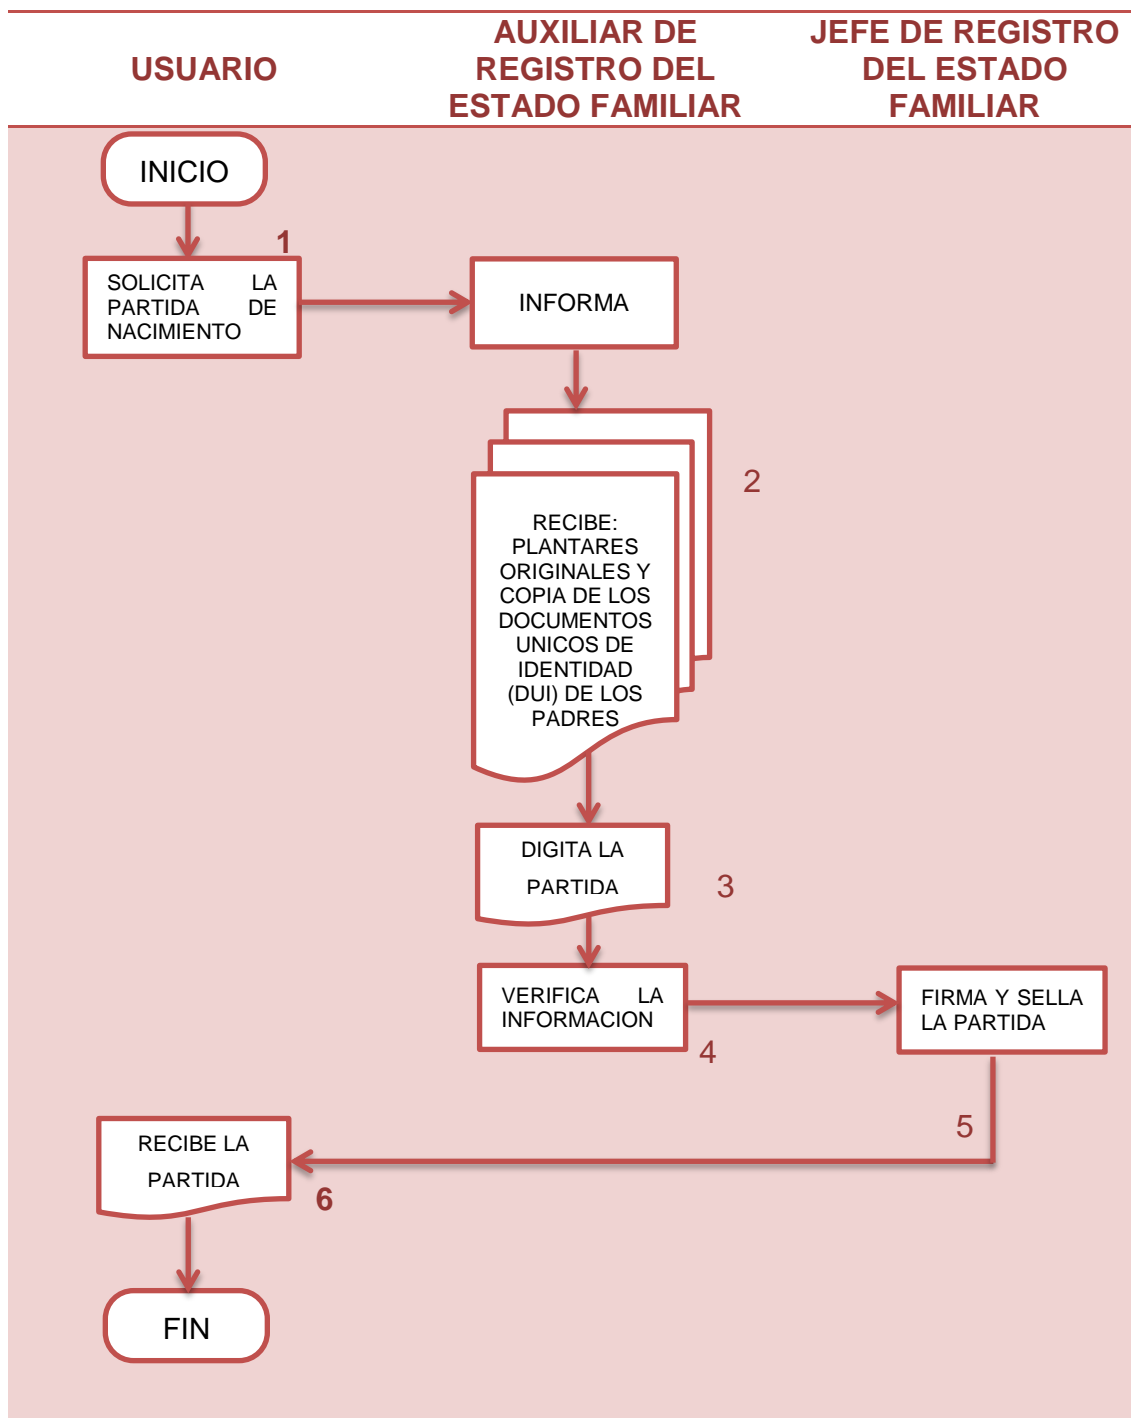 USUARIO
AUXILIAR DE
REGISTRO DEL
ESTADO FAMILIAR
JEFE DE REGISTRO
DEL ESTADO
FAMILIAR
INICIO
1
SOLICITA LA
PARTIDA DE
NACIMIENTO
INFORMA
2
RECIBE:
PLANTARES
ORIGINALES Y
COPIA DE LOS
DOCUMENTOS
UNICOS DE
IDENTIDAD
(DUI) DE LOS
PADRES
DIGITA LA
PARTIDA
3
VERIFICA LA
INFORMACION
4
FIRMA Y SELLA
LA PARTIDA
5
RECIBE LA
PARTIDA
6
FIN